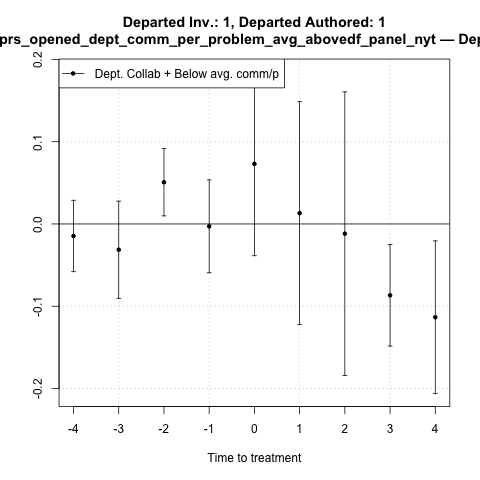 Departed Inv.: 1, Departed Authored: 1
prs_opened_dept_comm_per_problem_avg_abovedf_panel_nyt — Dep
Dept. Collab + Below avg. comm/p
0.2
0.1
0.0
-0.1
-0.2
-4 -3 -2 -1 0 1 2 3 4
Time to treatment